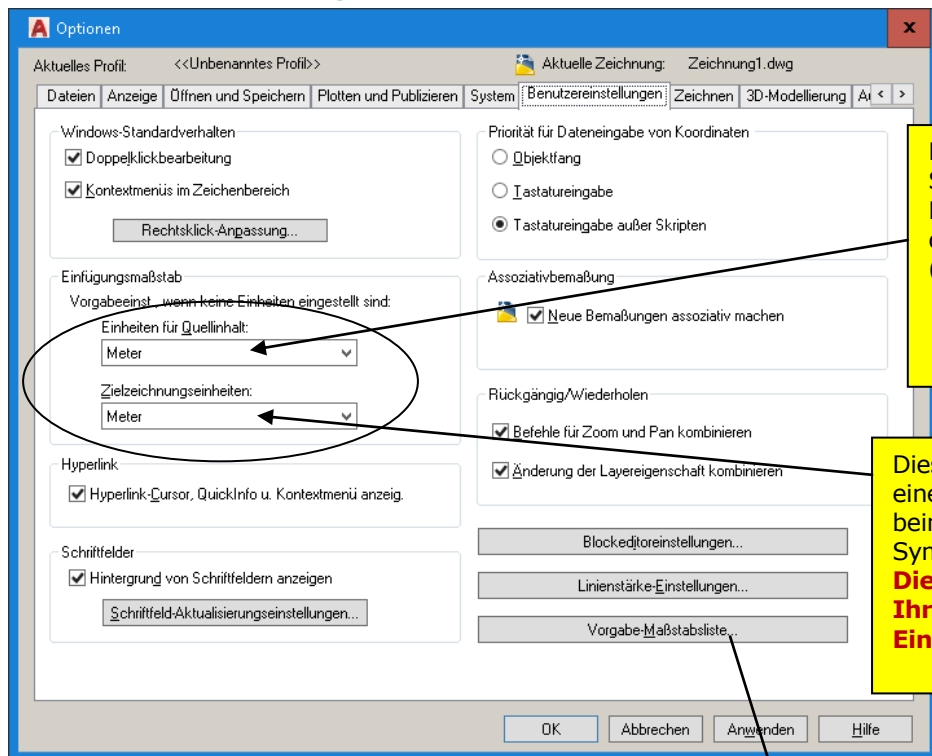 Optionen
Aktuelles Profil: <<Unbenanntes Profil>> Aktuelle Zeichnung: Zeichnung1.dwg
Dateien Anzeige Öffnen und Speichern Plotten und Publizieren System Benutzereinstellungen Zeichnen 3D-Modellierung
Windows-Standardverhalten
Doppelklickbearbeitung
Kontextmenüs im Zeichenbereich
Rechtsklick-Anpassung...
Einfügungsmaßstab
Vorgabeeinst., wenn keine Einheiten eingestellt sind:
Einheiten für Quellinhalt:
Meter
Zielzeichnungseinheiten:
Meter
Hyperlink
Hyperlink-Cursor, QuickInfo u. Kontextmenü anzeig.
Schriftfelder
Hintergrund von Schriftfeldern anzeigen
Schriftfeld-Aktualisierungseinstellungen...
Priorität für Dateneingabe von Koordinaten
Objektfang
Tastatureingabe
Tastatureingabe außer Skripten
Assoziativbemaßung
Neue Bemaßungen assoziativ machen
Rückgängig/Wiederholen
Befehle für Zoom und Pan kombinieren
Änderung der Layereigenschaft kombinieren
Blockeditoreinstellungen...
Linienstärke-Einstellungen...
Vorgabe-Maßstabsliste...
OK Abbrechen Anwenden Hilfe
Die